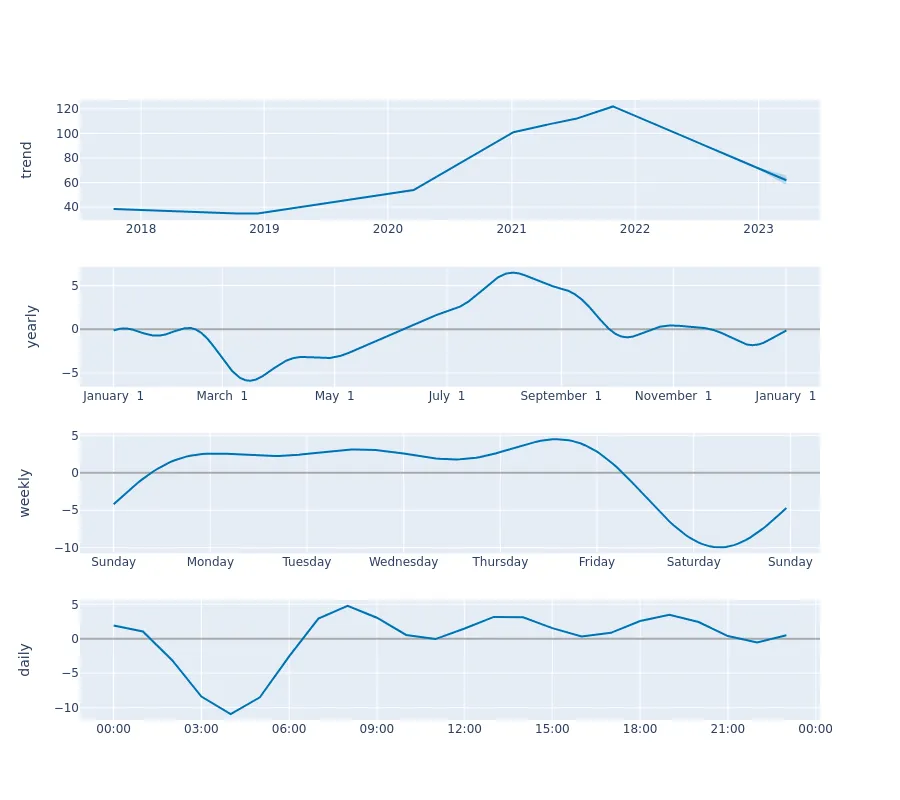 trend
120
100
80
60
40
2018 2019 2020 2021 2022 2023
yearly
5
0
−5
January 1 March 1 May 1 July 1 September 1 November 1 January 1
weekly
5
0
−5
−10
Sunday Monday Tuesday Wednesday Thursday Friday Saturday Sunday
daily
5
0
−5
−10
00:00 03:00 06:00 09:00 12:00 15:00 18:00 21:00 00:00